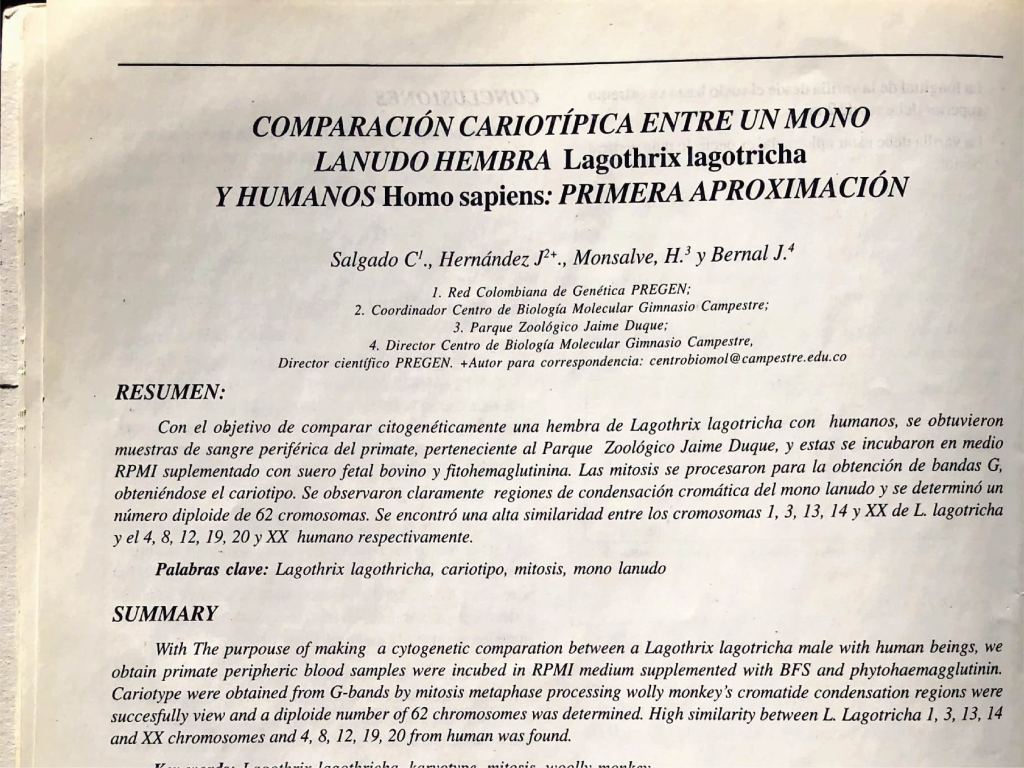 CONCLUSIONES
COMPARACIÓN CARIOTÍPICA ENTRE UN MONO
LANUDO HEMBRA Lagothrix lagotricha
Y HUMANOS Homo sapiens: PRIMERA APROXIMACIÓN
Salgado C¹., Hernández J²⁺., Monsalve, H.³ y Bernal J.⁴
1. Red Colombiana de Genética PREGEN;
2. Coordinador Centro de Biología Molecular Gimnasio Campestre;
3. Parque Zoológico Jaime Duque;
4. Director Centro de Biología Molecular Gimnasio Campestre,
Director científico PREGEN. +Autor para correspondencia: centrobiomol@campestre.edu.co
RESUMEN:
Con el objetivo de comparar citogenéticamente una hembra de Lagothrix lagotricha con humanos, se obtuvieron
muestras de sangre periférica del primate, perteneciente al Parque Zoológico Jaime Duque, y estas se incubaron en medio
RPMI suplementado con suero fetal bovino y fitohemaglutinina. Las mitosis se procesaron para la obtención de bandas G,
obteniéndose el cariotipo. Se observaron claramente regiones de condensación cromática del mono lanudo y se determinó un
número diploide de 62 cromosomas. Se encontró una alta similaridad entre los cromosomas 1, 3, 13, 14 y XX de L. lagotricha
y el 4, 8, 12, 19, 20 y XX humano respectivamente.
Palabras clave: Lagothrix lagothricha, cariotipo, mitosis, mono lanudo
SUMMARY
With The purpouse of making a cytogenetic comparation between a Lagothrix lagotricha male with human beings, we
obtain primate peripheric blood samples were incubed in RPMI medium supplemented with BFS and phytohaemagglutinin.
Cariotype were obtained from G-bands by mitosis metaphase processing wolly monkey's cromatide condensation regions were
succesfully view and a diploide number of 62 chromosomes was determined. High similarity between L. Lagotricha 1, 3, 13, 14
and XX chromosomes and 4, 8, 12, 19, 20 from human was found.
Key words: Lagothrix lagothricha, karyotype, mitosis, woolly monkey